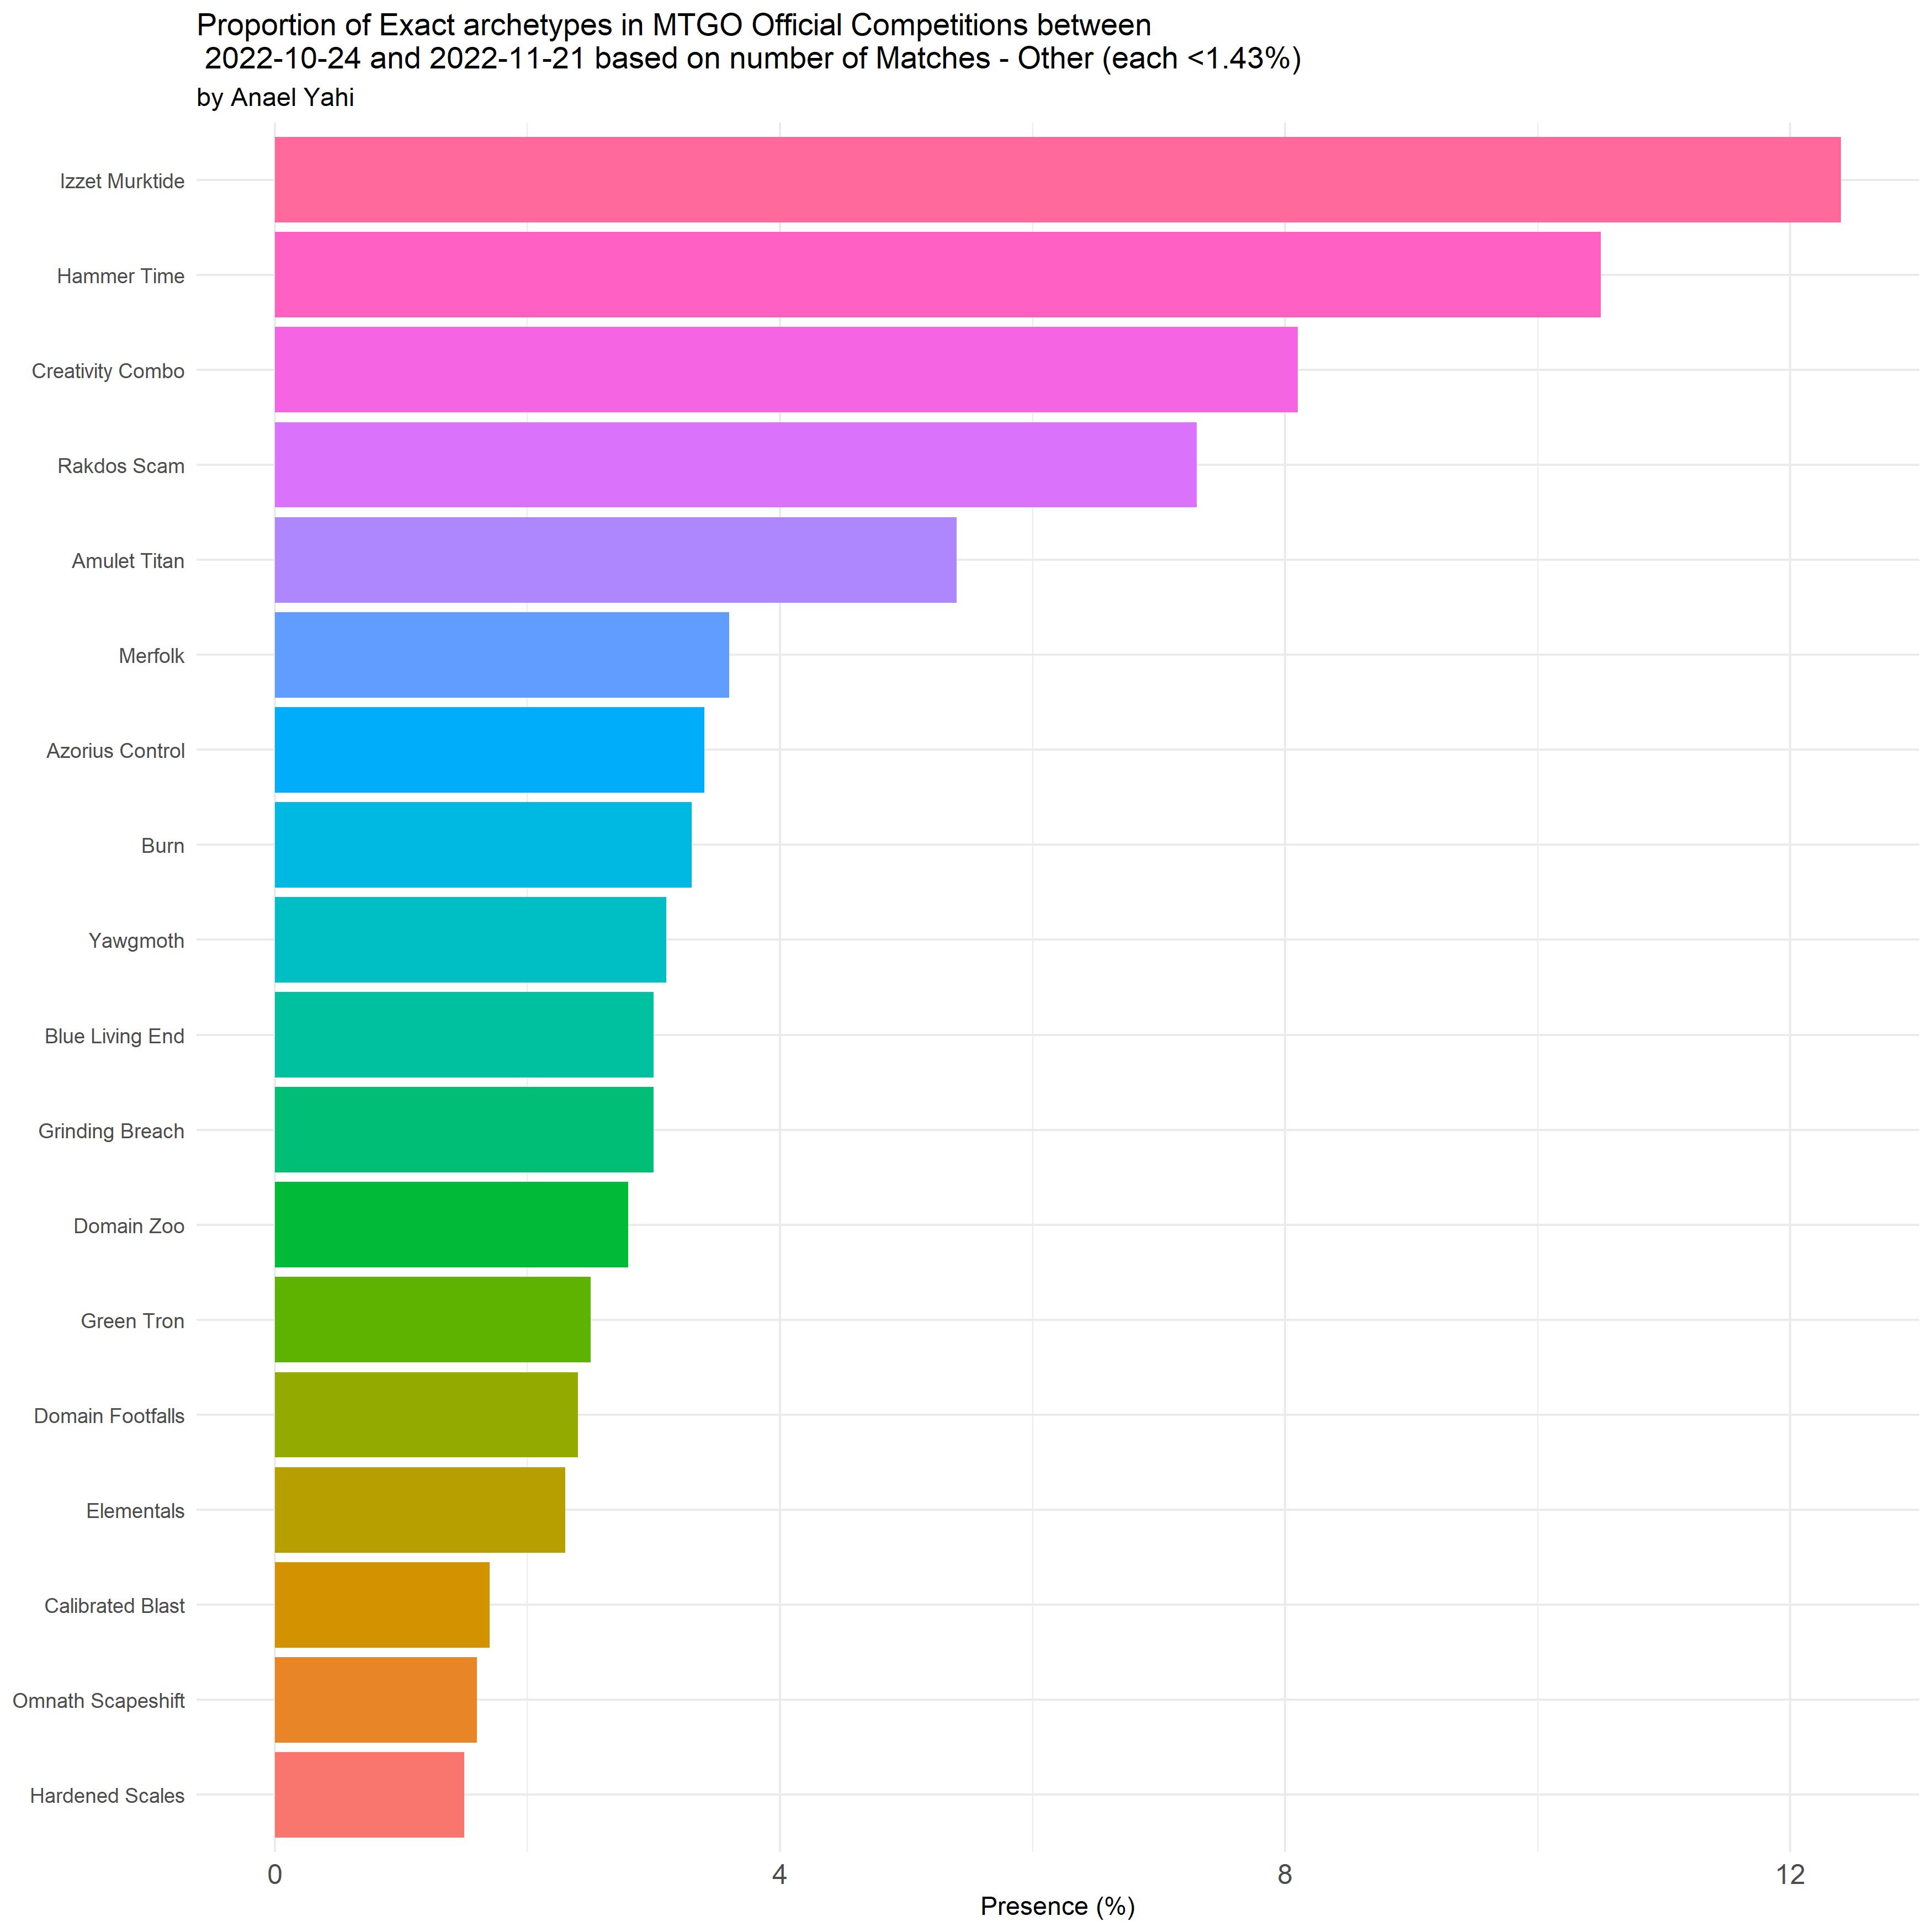 Proportion of Exact archetypes in MTGO Official Competitions between
2022-10-24 and 2022-11-21 based on number of Matches - Other (each <1.43%)
by Anael Yahi
Izzet Murktide
Hammer Time
Creativity Combo
Rakdos Scam
Amulet Titan
Merfolk
Azorius Control
Burn
Yawgmoth
Blue Living End
Grinding Breach
Domain Zoo
Green Tron
Domain Footfalls
Elementals
Calibrated Blast
Omnath Scapeshift
Hardened Scales
0 4 8 12
Presence (%)